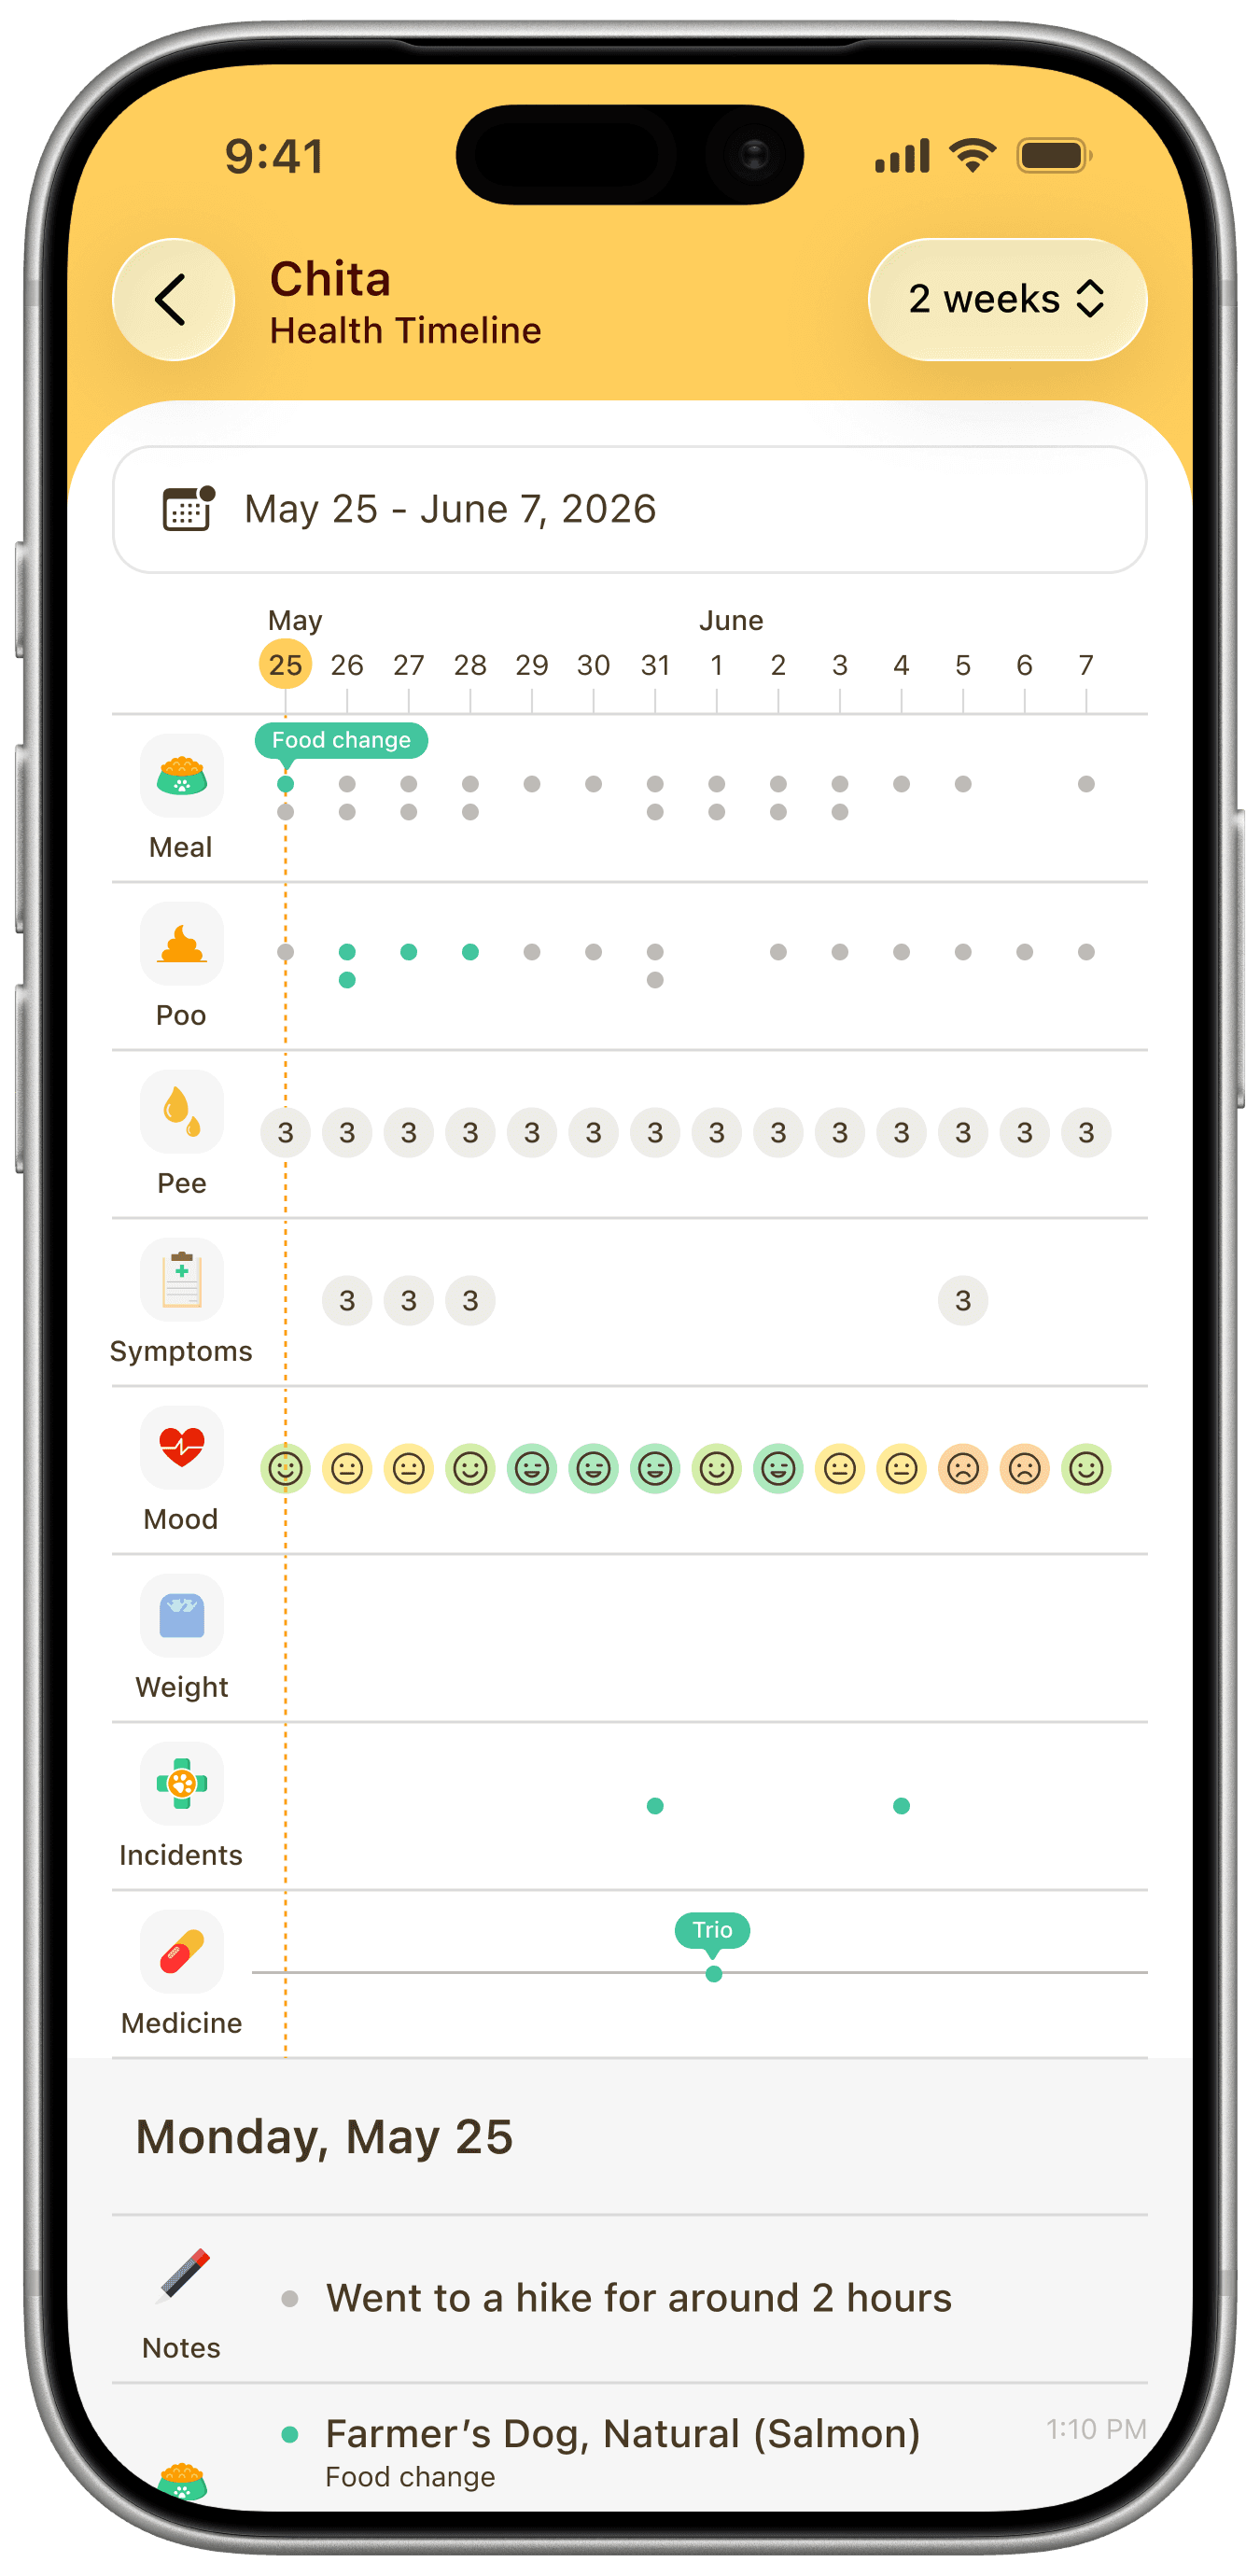 9:41
Chita
Health Timeline
2 weeks
May 25 - June 7, 2026
May June
25 26 27 28 29 30 31 1 2 3 4 5 6 7
Food change
Meal
Poo
3 3 3 3 3 3 3 3 3 3 3 3 3 3
Pee
3 3 3 3
Symptoms
Mood
Weight
Incidents
Trio
Medicine
Monday, May 25
Went to a hike for around 2 hours
Notes
Farmer’s Dog, Natural (Salmon) 1:10 PM
Food change